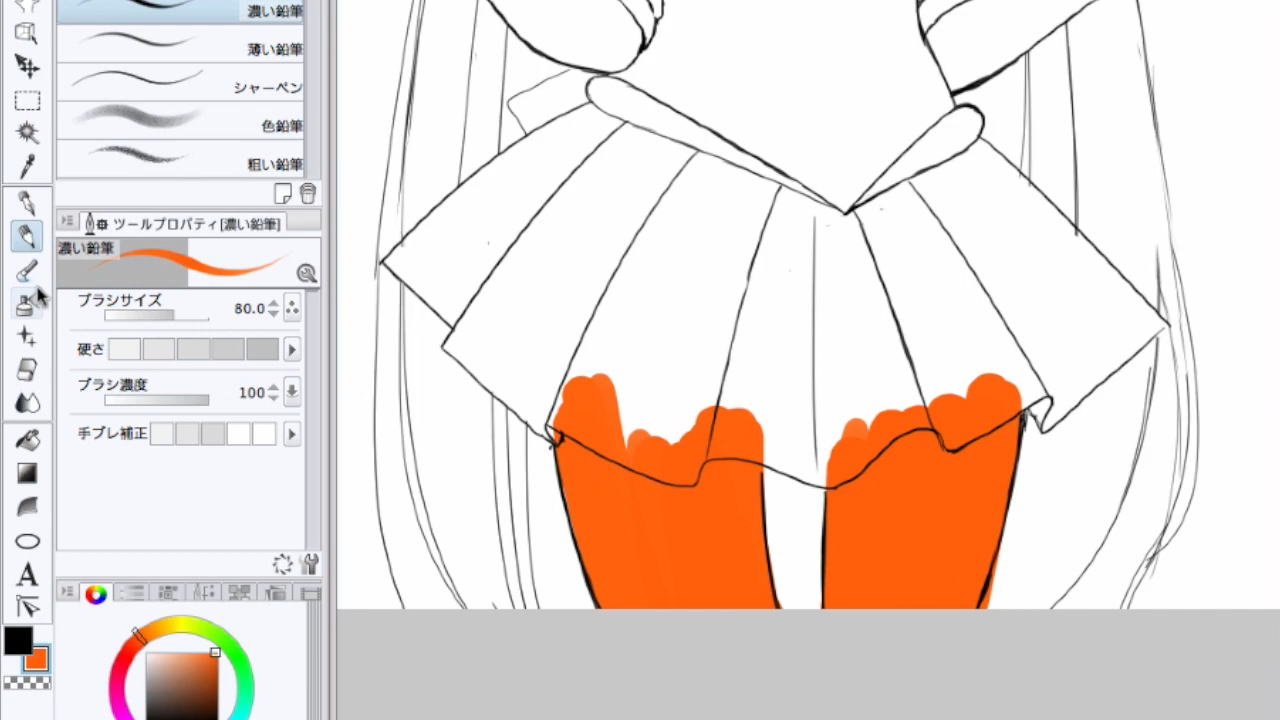 濃い鉛筆
薄い鉛筆
シャーペン
色鉛筆
粗い鉛筆
ツールプロパティ[濃い鉛筆]
濃い鉛筆
ブラシサイズ 80.0
硬さ
ブラシ濃度 100
手ブレ補正
A